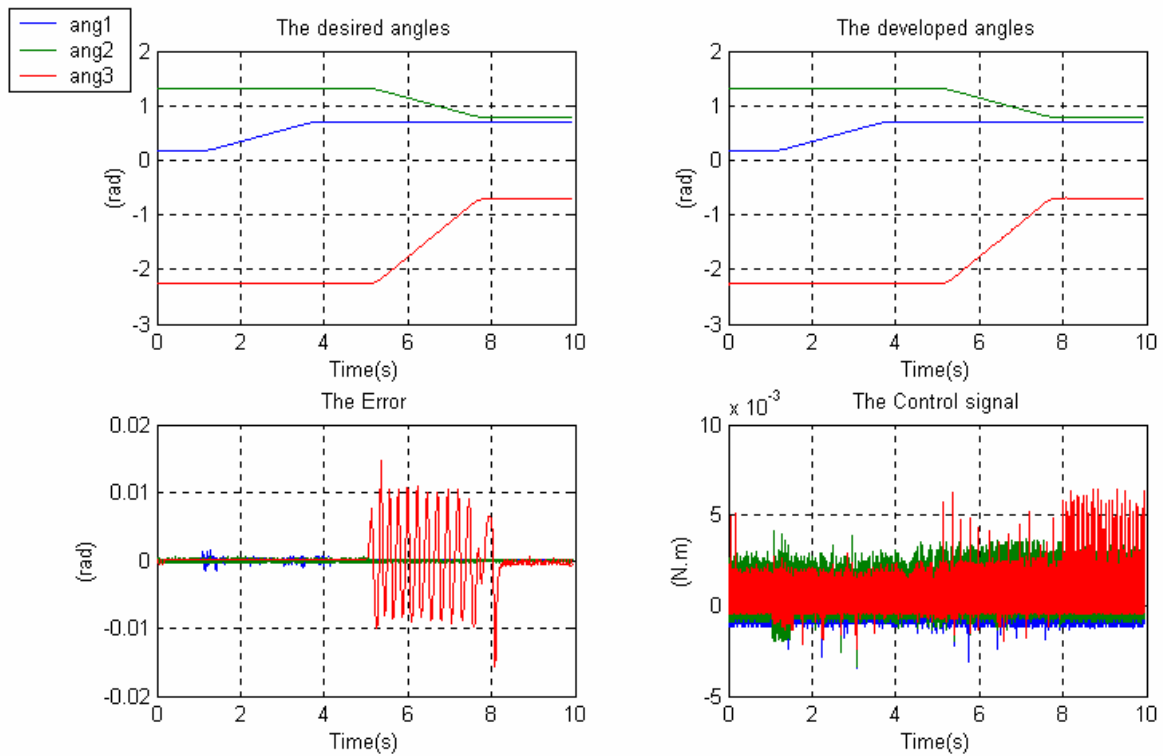 ang1
ang2
ang3
The desired angles
2
1
0
-1
-2
-3
(rad)
0 2 4 6 8 10
Time(s)
The developed angles
2
1
0
-1
-2
-3
(rad)
0 2 4 6 8 10
Time(s)
The Error
0.02
0.01
0
-0.01
-0.02
(rad)
0 2 4 6 8 10
Time(s)
x 10-3
The Control signal
10
5
0
-5
(N.m)
0 2 4 6 8 10
Time(s)